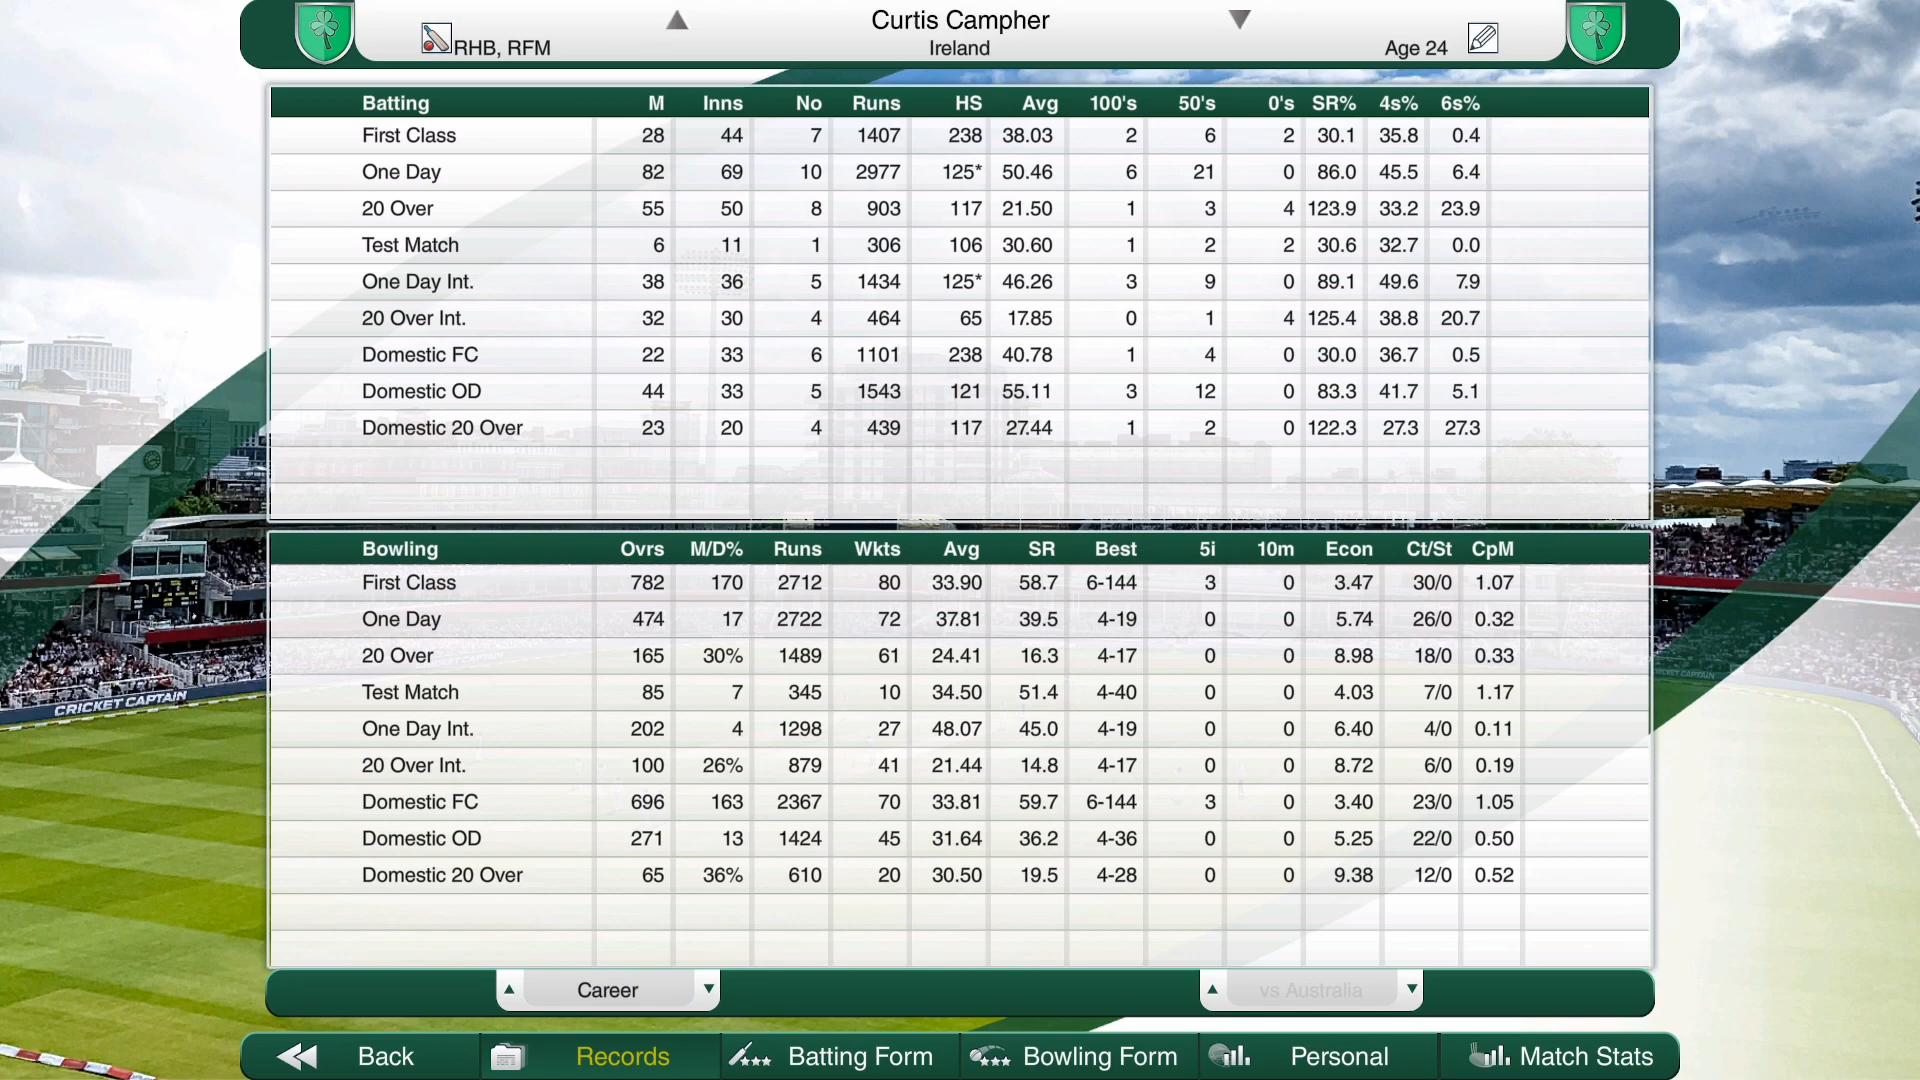 Curtis Campher
RHB, RFM Ireland Age 24
Batting M Inns No Runs HS Avg 100's 50's 0's SR% 4s% 6s%
First Class 28 44 7 1407 238 38.03 2 6 2 30.1 35.8 0.4
One Day 82 69 10 2977 125* 50.46 6 21 0 86.0 45.5 6.4
20 Over 55 50 8 903 117 21.50 1 3 4 123.9 33.2 23.9
Test Match 6 11 1 306 106 30.60 1 2 2 30.6 32.7 0.0
One Day Int. 38 36 5 1434 125* 46.26 3 9 0 89.1 49.6 7.9
20 Over Int. 32 30 4 464 65 17.85 0 1 4 125.4 38.8 20.7
Domestic FC 22 33 6 1101 238 40.78 1 4 0 30.0 36.7 0.5
Domestic OD 44 33 5 1543 121 55.11 3 12 0 83.3 41.7 5.1
Domestic 20 Over 23 20 4 439 117 27.44 1 2 0 122.3 27.3 27.3
Bowling Ovrs M/D% Runs Wkts Avg SR Best 5i 10m Econ Ct/St CpM
First Class 782 170 2712 80 33.90 58.7 6-144 3 0 3.47 30/0 1.07
One Day 474 17 2722 72 37.81 39.5 4-19 0 0 5.74 26/0 0.32
20 Over 165 30% 1489 61 24.41 16.3 4-17 0 0 8.98 18/0 0.33
Test Match 85 7 345 10 34.50 51.4 4-40 0 0 4.03 7/0 1.17
One Day Int. 202 4 1298 27 48.07 45.0 4-19 0 0 6.40 4/0 0.11
20 Over Int. 100 26% 879 41 21.44 14.8 4-17 0 0 8.72 6/0 0.19
Domestic FC 696 163 2367 70 33.81 59.7 6-144 3 0 3.40 23/0 1.05
Domestic OD 271 13 1424 45 31.64 36.2 4-36 0 0 5.25 22/0 0.50
Domestic 20 Over 65 36% 610 20 30.50 19.5 4-28 0 0 9.38 12/0 0.52
CRICKET CAPTAIN
Career vs Australia
Back Records Batting Form Bowling Form Personal Match Stats